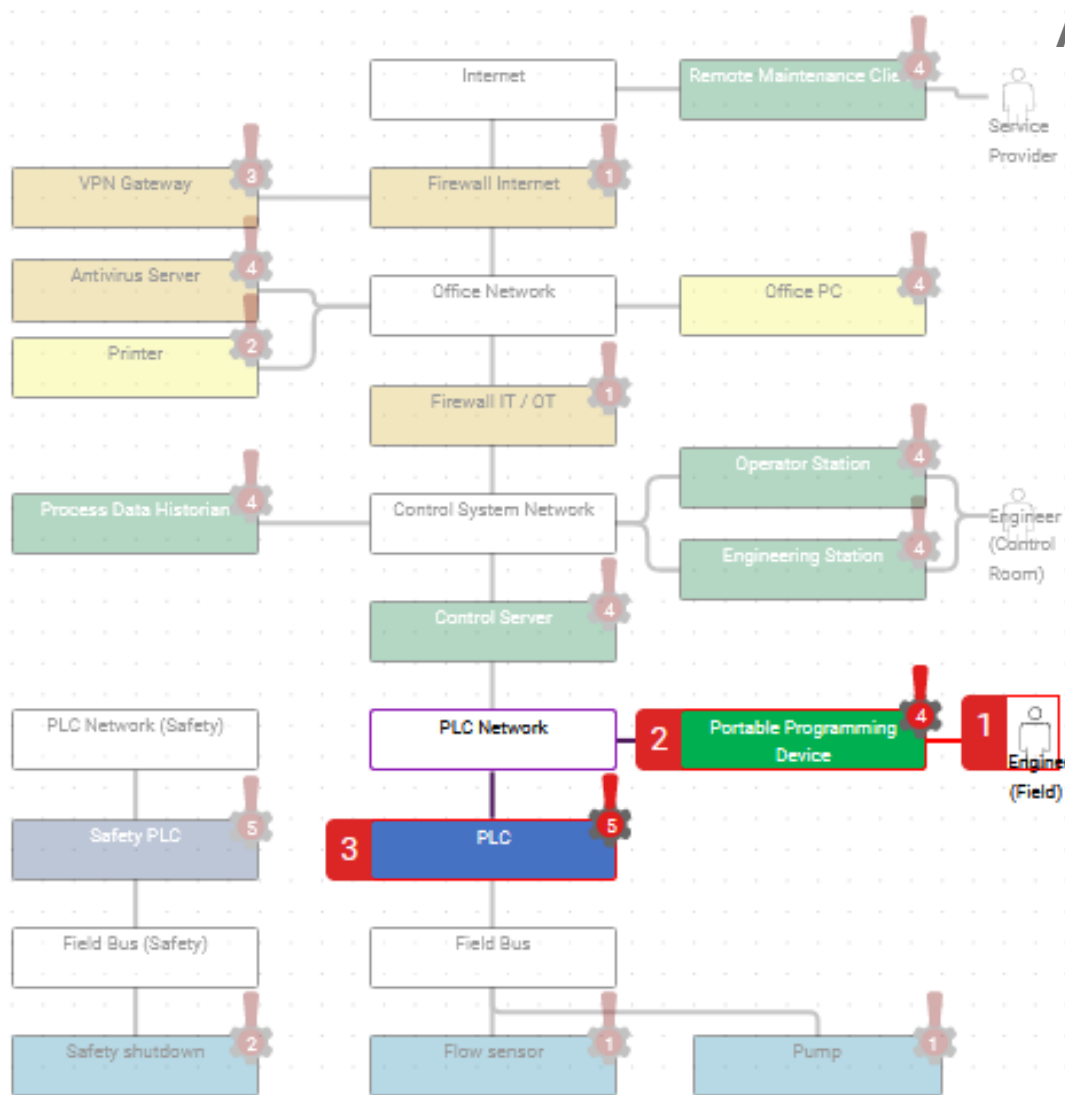 Internet
Remote Maintenance Clie
4
Service
Provider
VPN Gateway
3
Firewall Internet
1
Antivirus Server
4
Office Network
Office PC
4
Printer
2
Firewall IT / OT
1
Operator Station
4
Process Data Historian
4
Control System Network
Engineer
(Control
Room)
Engineering Station
4
Control Server
4
PLC Network (Safety)
PLC Network
2
Portable Programming
Device
4
1
Engine
(Field)
Safety PLC
5
3
PLC
5
Field Bus (Safety)
Field Bus
Safety shutdown
2
Flow sensor
1
Pump
1